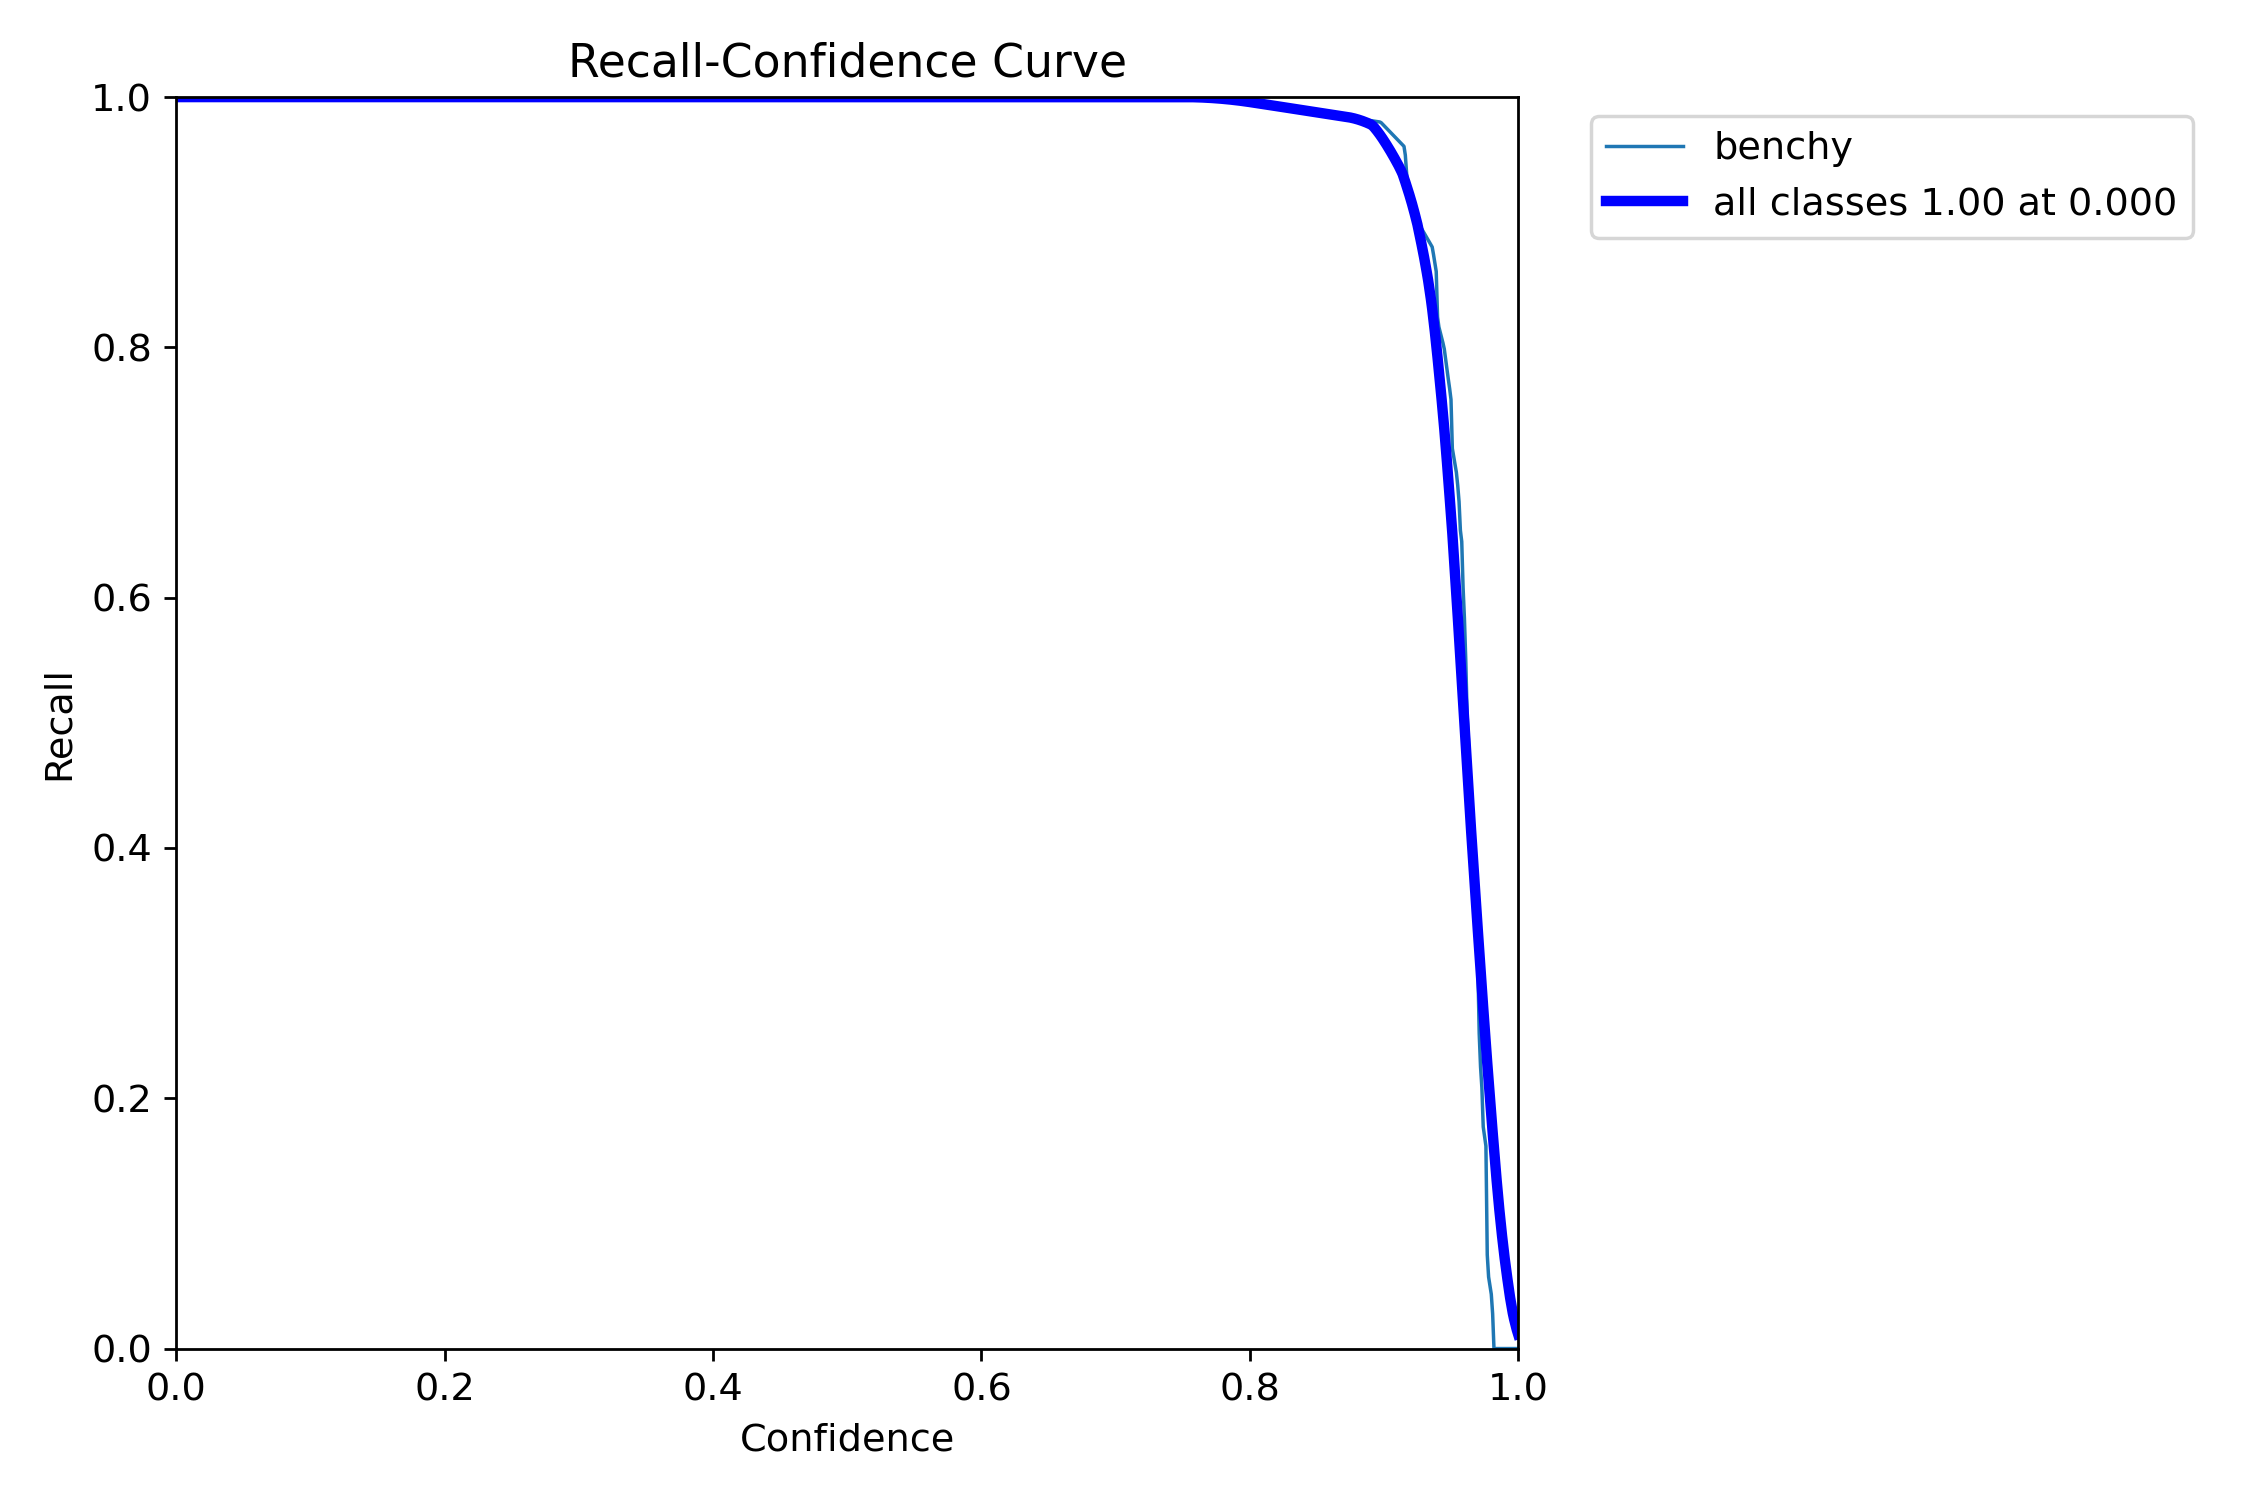 Recall-Confidence Curve
1.0
0.8
0.6
0.4
0.2
0.0
Recall
0.0 0.2 0.4 0.6 0.8 1.0
Confidence
benchy
all classes 1.00 at 0.000